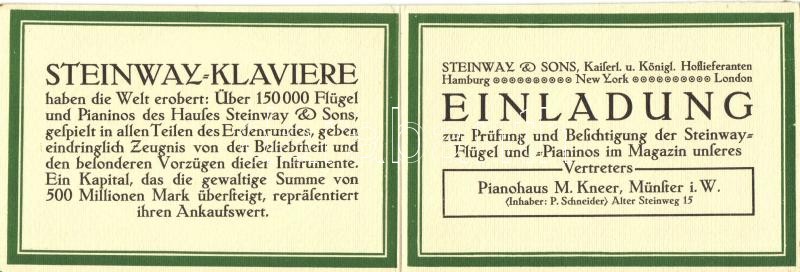 STEINWAY-KLAVIERE
haben die Welt erobert: Über 150000 Flügel
und Pianinos des Hauſes Steinway & Sons,
geſpielt in allen Teilen des Erdenrundes, geben
eindringlich Zeugnis von der Beliebtheit und
den beſonderen Vorzügen dieſer Inſtrumente.
Ein Kapital, das die gewaltige Summe von
500 Millionen Mark überſteigt, repräſentiert
ihren Ankaufswert.
STEINWAY & SONS, Kaiſerl. u. Königl. Hoflieferanten
Hamburg New York London
EINLADUNG
zur Prüfung und Beſichtigung der Steinway-
Flügel und -Pianinos im Magazin unſeres
Vertreters
Pianohaus M. Kneer, Münſter i. W.
(Inhaber: P. Schneider) Alter Steinweg 15